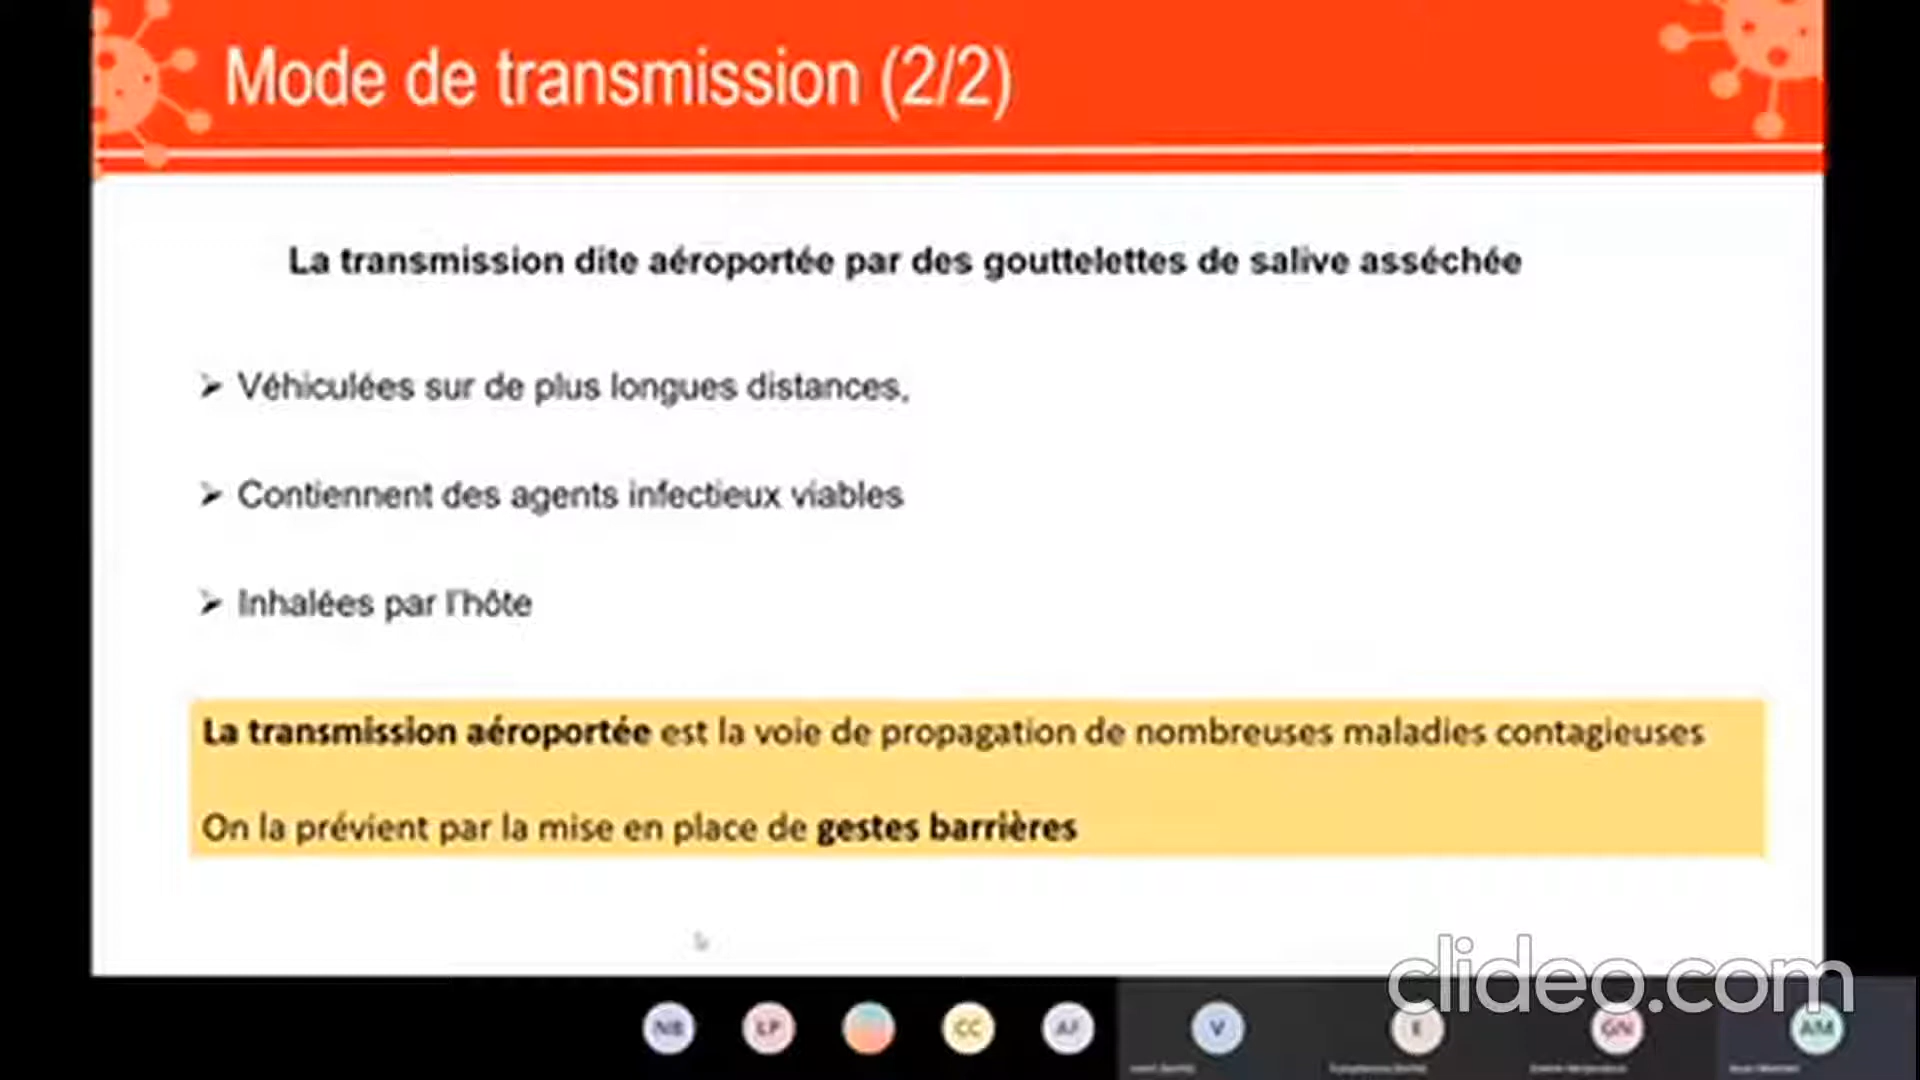 Mode de transmission (2/2)
La transmission dite aéroportée par des gouttelettes de salive asséchée
➢ Véhiculées sur de plus longues distances,
➢ Contiennent des agents infectieux viables
➢ Inhalées par l'hôte
La transmission aéroportée est la voie de propagation de nombreuses maladies contagieuses
On la prévient par la mise en place de gestes barrières
clideo.com
NB LP CC AF V E GN AM